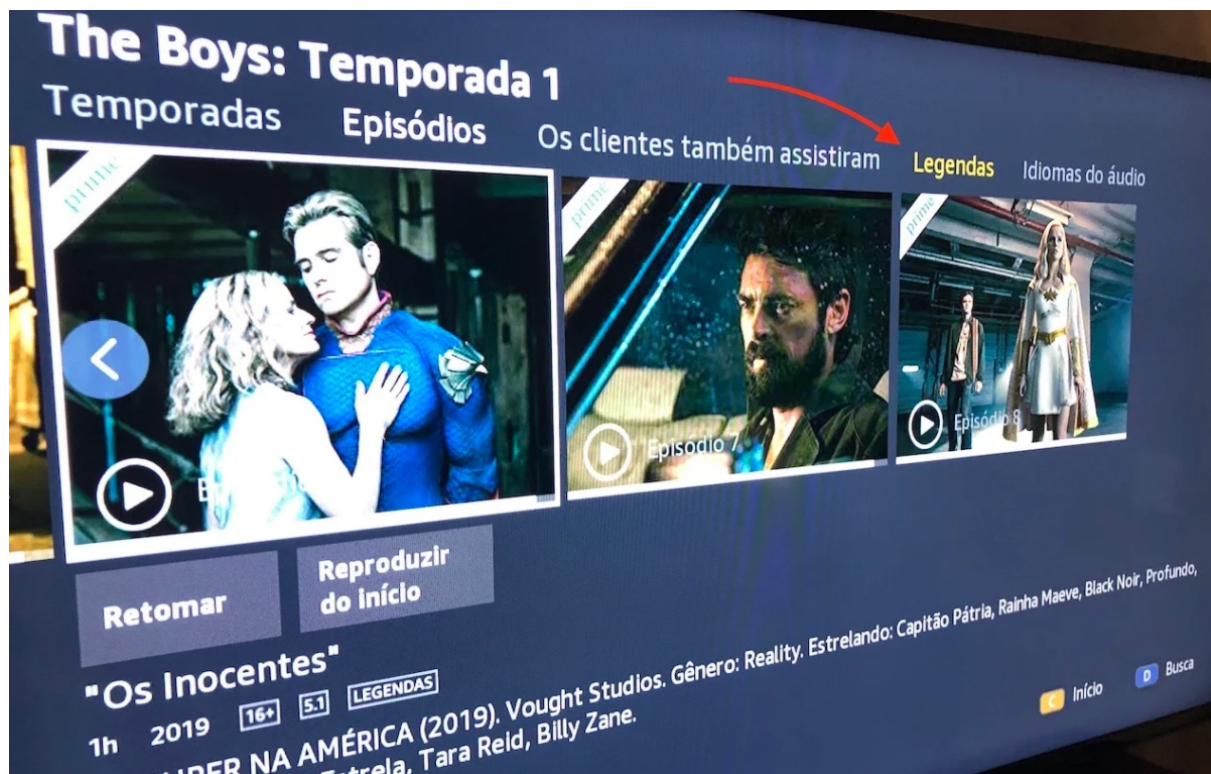 The Boys: Temporada 1
Temporadas Episódios Os clientes também assistiram Legendas Idiomas do áudio
prime prime prime
Episódio 7 Episódio 8
Retomar Reproduzir
do início
"Os Inocentes"
1h 2019 16+ 5.1 LEGENDAS
NA AMÉRICA (2019). Vought Studios. Gênero: Reality. Estrelando: Capitão Pátria, Rainha Maeve, Black Noir, Profundo,
Estrela, Tara Reid, Billy Zane.
C Início D Busca